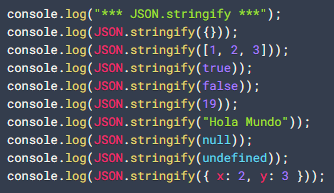 console.log("*** JSON.stringify ***");
console.log(JSON.stringify({}));
console.log(JSON.stringify([1, 2, 3]));
console.log(JSON.stringify(true));
console.log(JSON.stringify(false));
console.log(JSON.stringify(19));
console.log(JSON.stringify("Hola Mundo"));
console.log(JSON.stringify(null));
console.log(JSON.stringify(undefined));
console.log(JSON.stringify({ x: 2, y: 3 }));